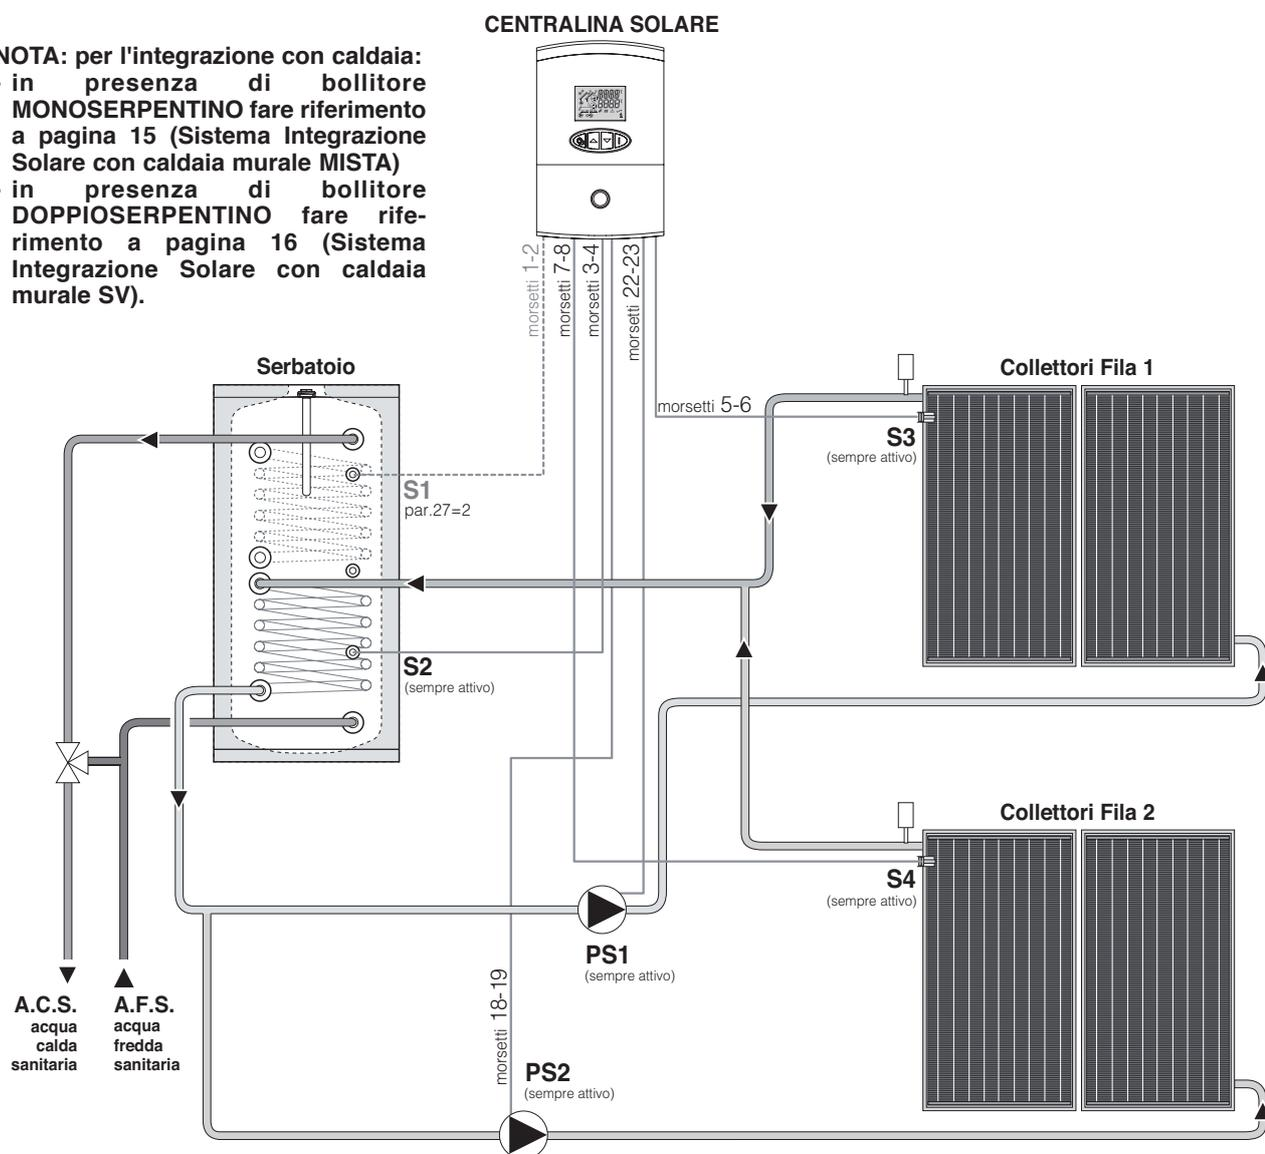 CENTRALINA SOLARE
NOTA: per l'integrazione con caldaia:
- in presenza di bollitore
MONOSERPENTINO fare riferimento
a pagina 15 (Sistema Integrazione
Solare con caldaia murale MISTA)
- in presenza di bollitore
DOPPIOSERPENTINO fare rife-
rimento a pagina 16 (Sistema
Integrazione Solare con caldaia
murale SV).
morsetti 1-2
morsetti 7-8
morsetti 3-4
morsetti 22-23
Serbatoio
Collettori Fila 1
morsetti 5-6
S3
(sempre attivo)
S1
par.27=2
S2
(sempre attivo)
Collettori Fila 2
S4
(sempre attivo)
PS1
(sempre attivo)
morsetti 18-19
A.C.S.
acqua
calda
sanitaria
A.F.S.
acqua
fredda
sanitaria
PS2
(sempre attivo)